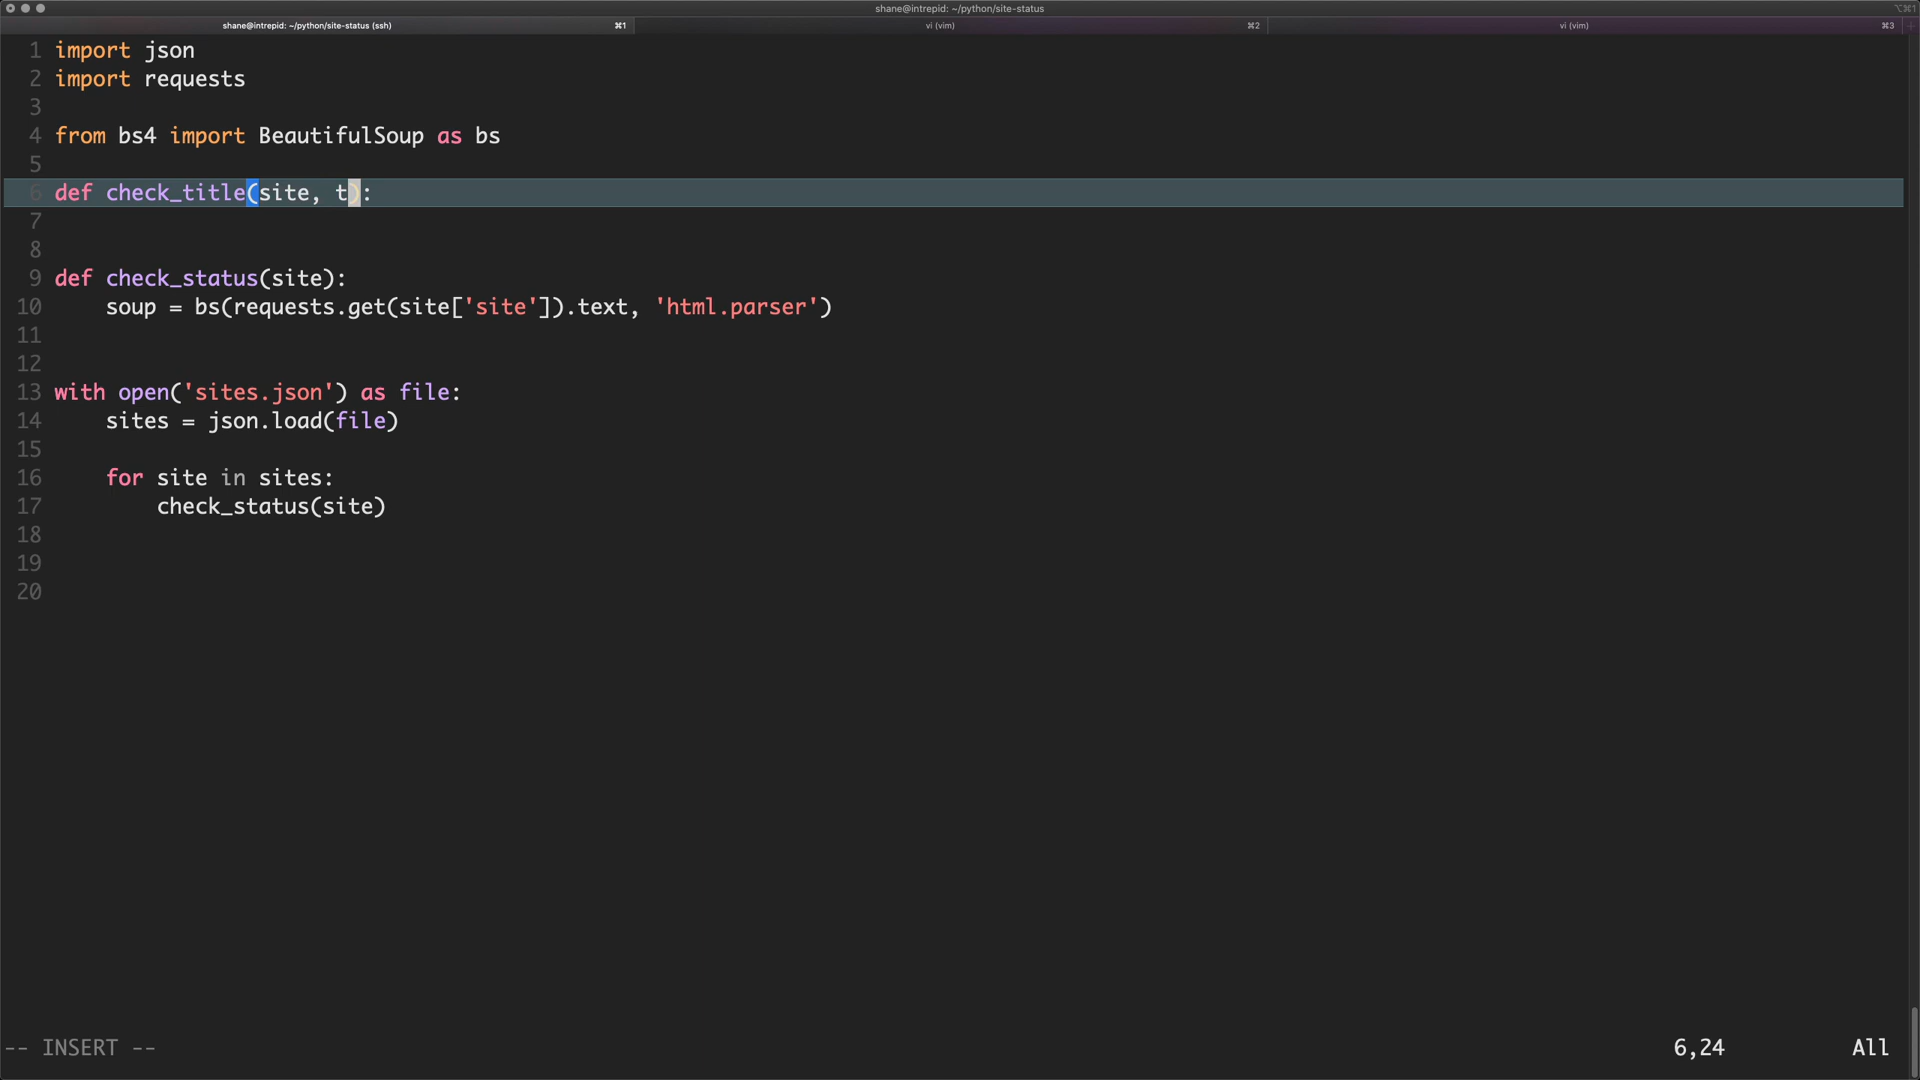 shane@intrepid: ~/python/site-status
⌥⌘1
shane@intrepid: ~/python/site-status (ssh) ⌘1 vi (vim) ⌘2 vi (vim) ⌘3
1 import json
2 import requests
3
4 from bs4 import BeautifulSoup as bs
5
6 def check_title(site, t):
7
8
9 def check_status(site):
10     soup = bs(requests.get(site['site']).text, 'html.parser')
11
12
13 with open('sites.json') as file:
14     sites = json.load(file)
15
16     for site in sites:
17         check_status(site)
18
19
20
-- INSERT -- 6,24 All